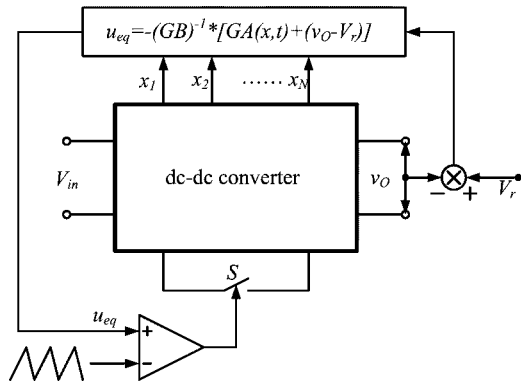 u_eq=-(GB)^-1*[GA(x,t)+(v_O-V_r)]
x_1 x_2 ...... x_N
V_in
dc-dc converter
v_O
− +
V_r
S
u_eq
+
−